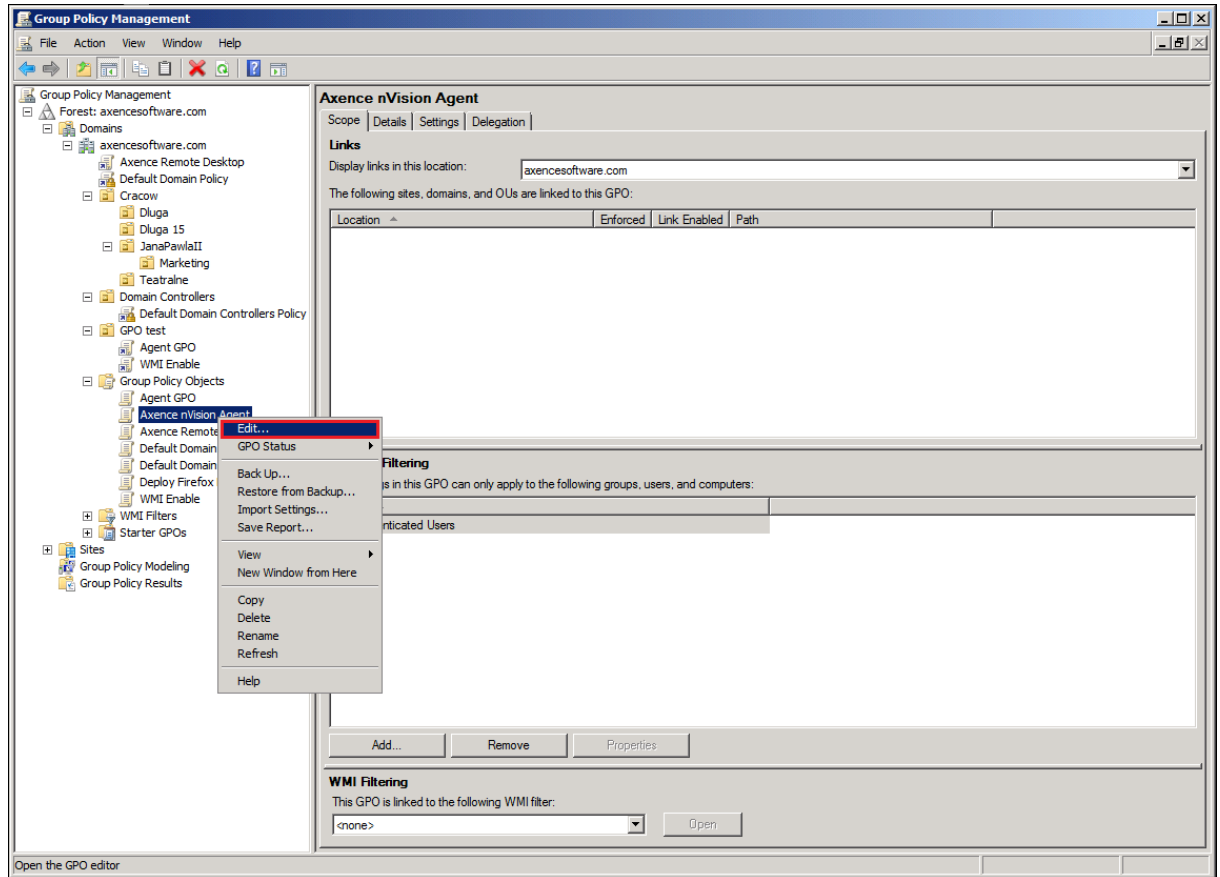 Group Policy Management
File Action View Window Help
Group Policy Management
Forest: axencesoftware.com
Domains
axencesoftware.com
Axence Remote Desktop
Default Domain Policy
Cracow
Dluga
Dluga 15
JanaPawlaII
Marketing
Teatralne
Domain Controllers
Default Domain Controllers Policy
GPO test
Agent GPO
WMI Enable
Group Policy Objects
Agent GPO
Axence nVision Agent
Axence Remote
Default Domain
Default Domain
Deploy Firefox
WMI Enable
WMI Filters
Starter GPOs
Sites
Group Policy Modeling
Group Policy Results
Edit...
GPO Status
Back Up...
Restore from Backup...
Import Settings...
Save Report...
View
New Window from Here
Copy
Delete
Rename
Refresh
Help
Axence nVision Agent
Scope Details Settings Delegation
Links
Display links in this location: axencesoftware.com
The following sites, domains, and OUs are linked to this GPO:
Location Enforced Link Enabled Path
Filtering
s in this GPO can only apply to the following groups, users, and computers:
nticated Users
Add... Remove Properties
WMI Filtering
This GPO is linked to the following WMI filter:
<none> Open
Open the GPO editor